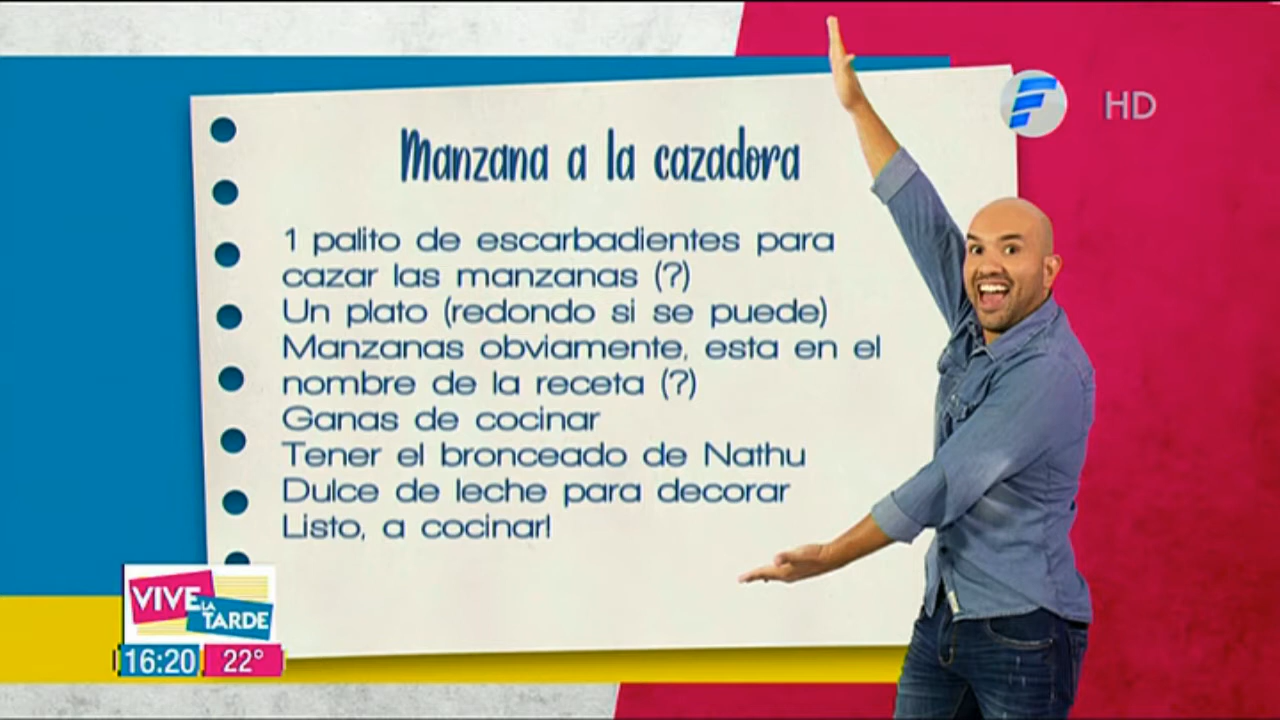 Manzana a la cazadora
HD
1 palito de escarbadientes para
cazar las manzanas (?)
Un plato (redondo si se puede)
Manzanas obviamente, esta en el
nombre de la receta (?)
Ganas de cocinar
Tener el bronceado de Nathu
Dulce de leche para decorar
Listo, a cocinar!
VIVE
LA
TARDE
16:20 22°